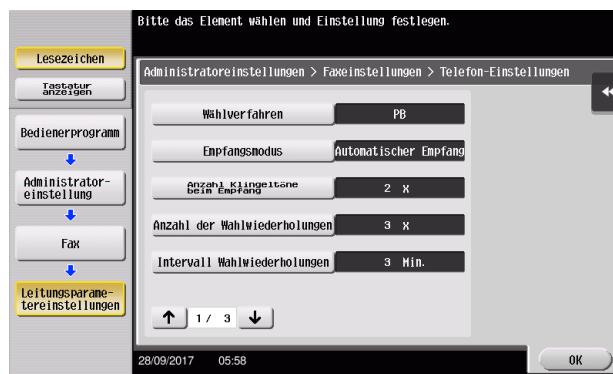 Bitte das Element wählen und Einstellung festlegen.
Lesezeichen
Tastatur
anzeigen
Bedienerprogramm
Administrator-
einstellung
Fax
Leitungsparame-
tereinstellungen
Administratoreinstellungen > Faxeinstellungen > Telefon-Einstellungen
Wählverfahren PB
Empfangsmodus Automatischer Empfang
Anzahl Klingeltöne
beim Empfang 2 X
Anzahl der Wahlwiederholungen 3 X
Intervall Wahlwiederholungen 3 Min.
1/ 3
28/09/2017 05:58
OK